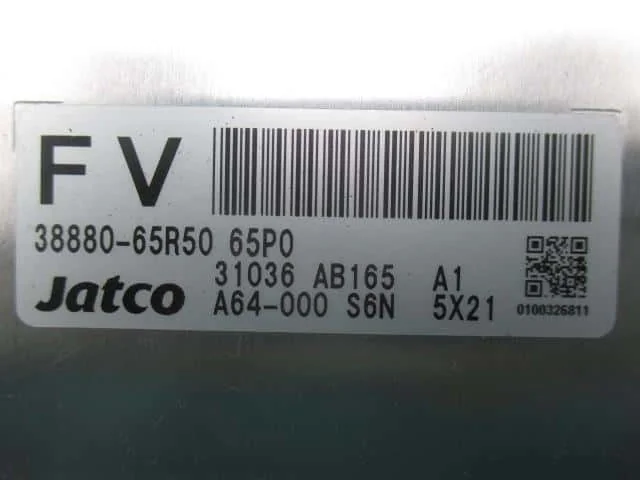 FV
38880-65R50 65P0
31036 AB165 A1
Jatco A64-000 S6N 5X21
0100326811